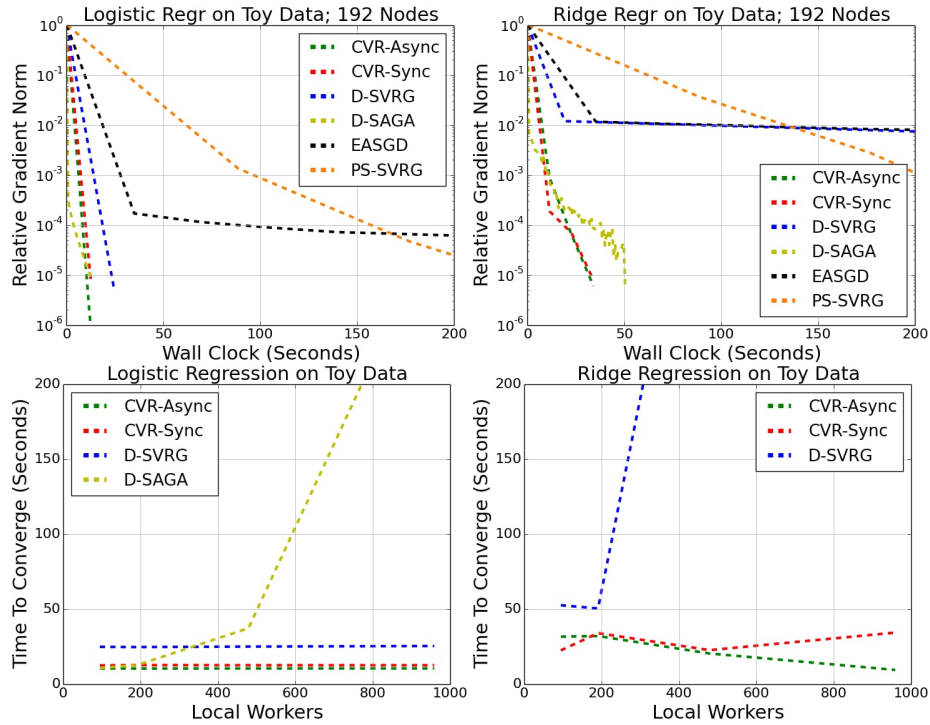 Logistic Regr on Toy Data; 192 Nodes
Relative Gradient Norm
10^0
10^-1
10^-2
10^-3
10^-4
10^-5
10^-6
CVR-Async
CVR-Sync
D-SVRG
D-SAGA
EASGD
PS-SVRG
0 50 100 150 200
Wall Clock (Seconds)
Ridge Regr on Toy Data; 192 Nodes
Relative Gradient Norm
10^0
10^-1
10^-2
10^-3
10^-4
10^-5
10^-6
CVR-Async
CVR-Sync
D-SVRG
D-SAGA
EASGD
PS-SVRG
0 50 100 150 200
Wall Clock (Seconds)
Logistic Regression on Toy Data
Time To Converge (Seconds)
200
150
100
50
0
CVR-Async
CVR-Sync
D-SVRG
D-SAGA
0 200 400 600 800 1000
Local Workers
Ridge Regression on Toy Data
Time To Converge (Seconds)
200
150
100
50
0
CVR-Async
CVR-Sync
D-SVRG
0 200 400 600 800 1000
Local Workers